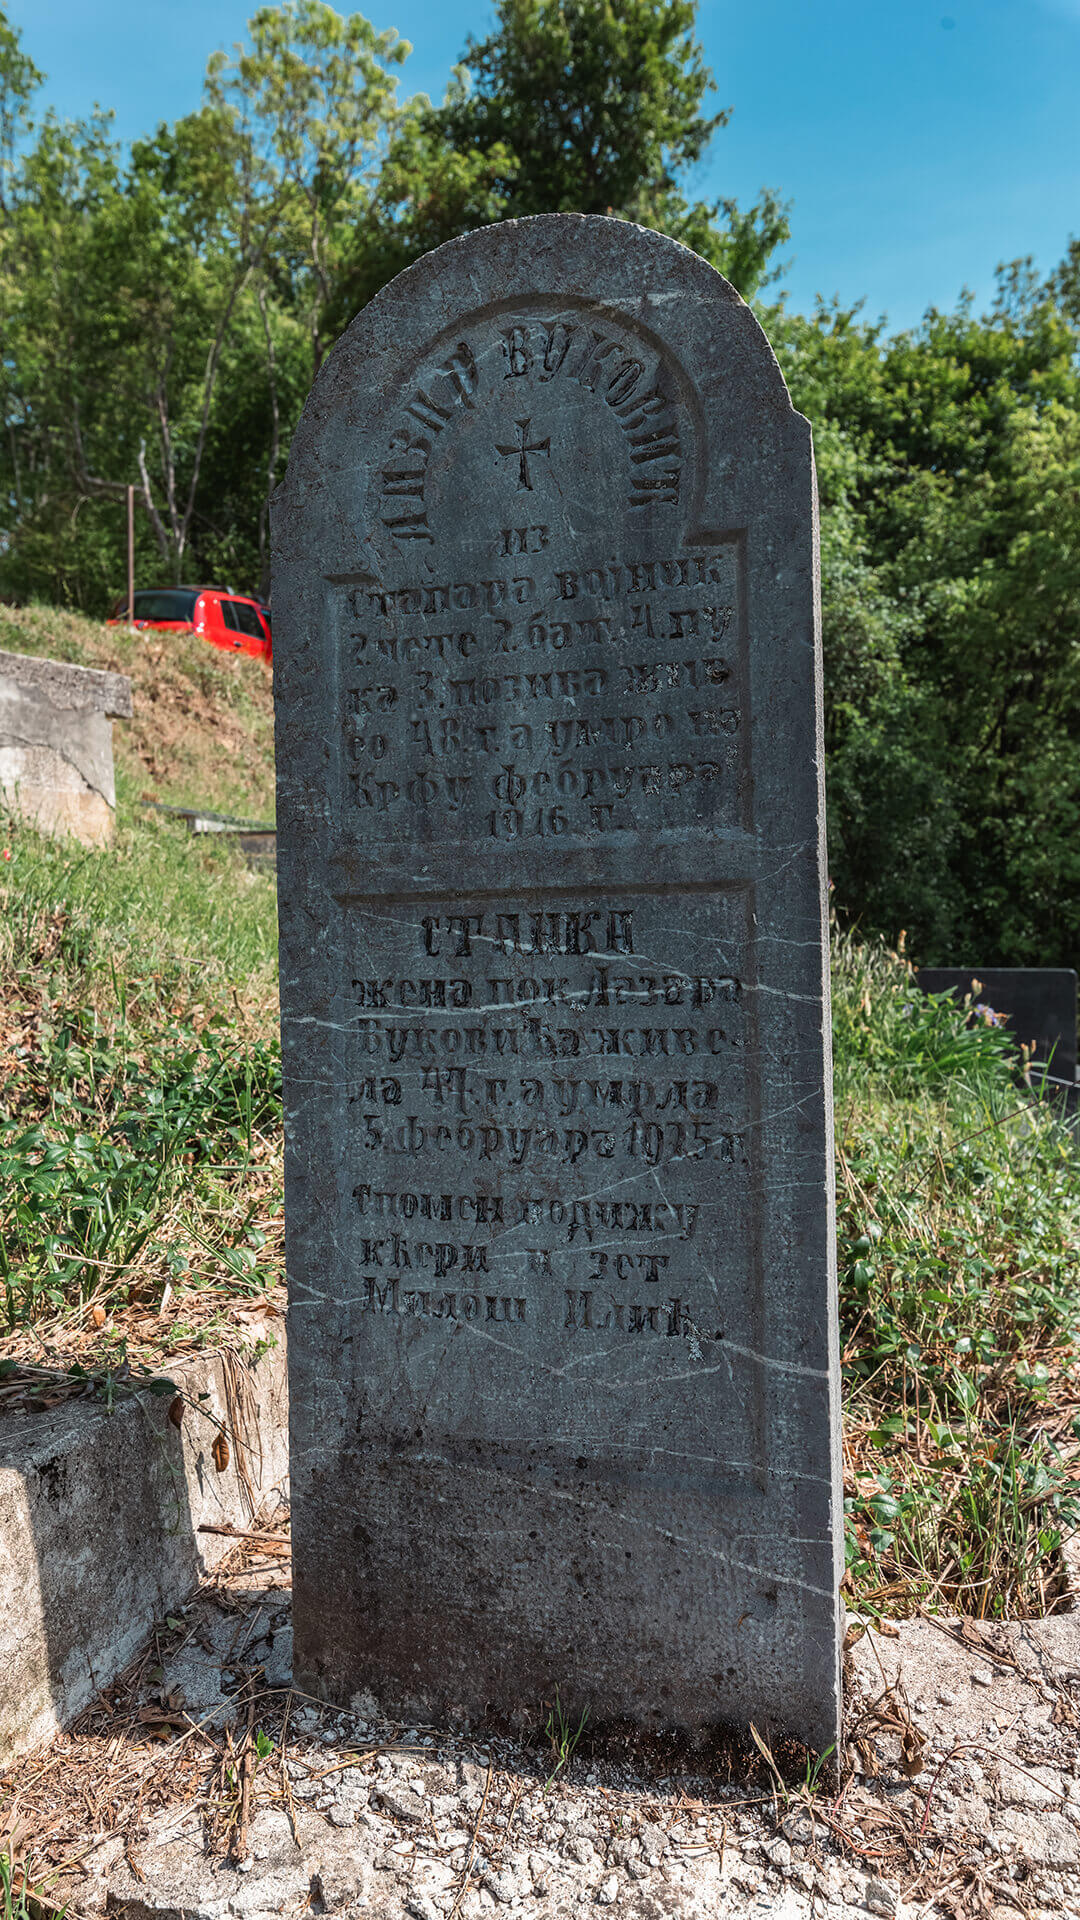 ЛАЗАР ВУКОВИЋ
ИЗ
Стапара војник
2. чете 2. бат. 4. пу
ка 3. позива жив
ео 48. г. а умро на
Крфу фебруара
1916 г.
СТАНКА
жена пок. Лазара
Вуковића живе-
ла 47. г. а умрла
5. фебруара 1925 г.
Спомен подижу
кћери и зет
Милош Илић